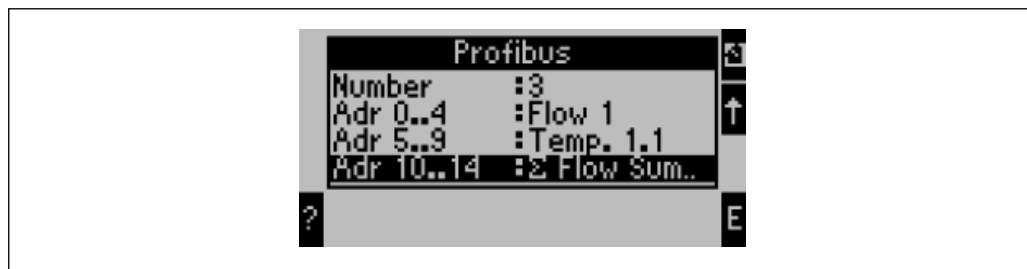 Profibus
Number :3
Adr 0..4 :Flow 1
Adr 5..9 :Temp. 1.1
Adr 10..14 :Σ Flow Sum..
? E